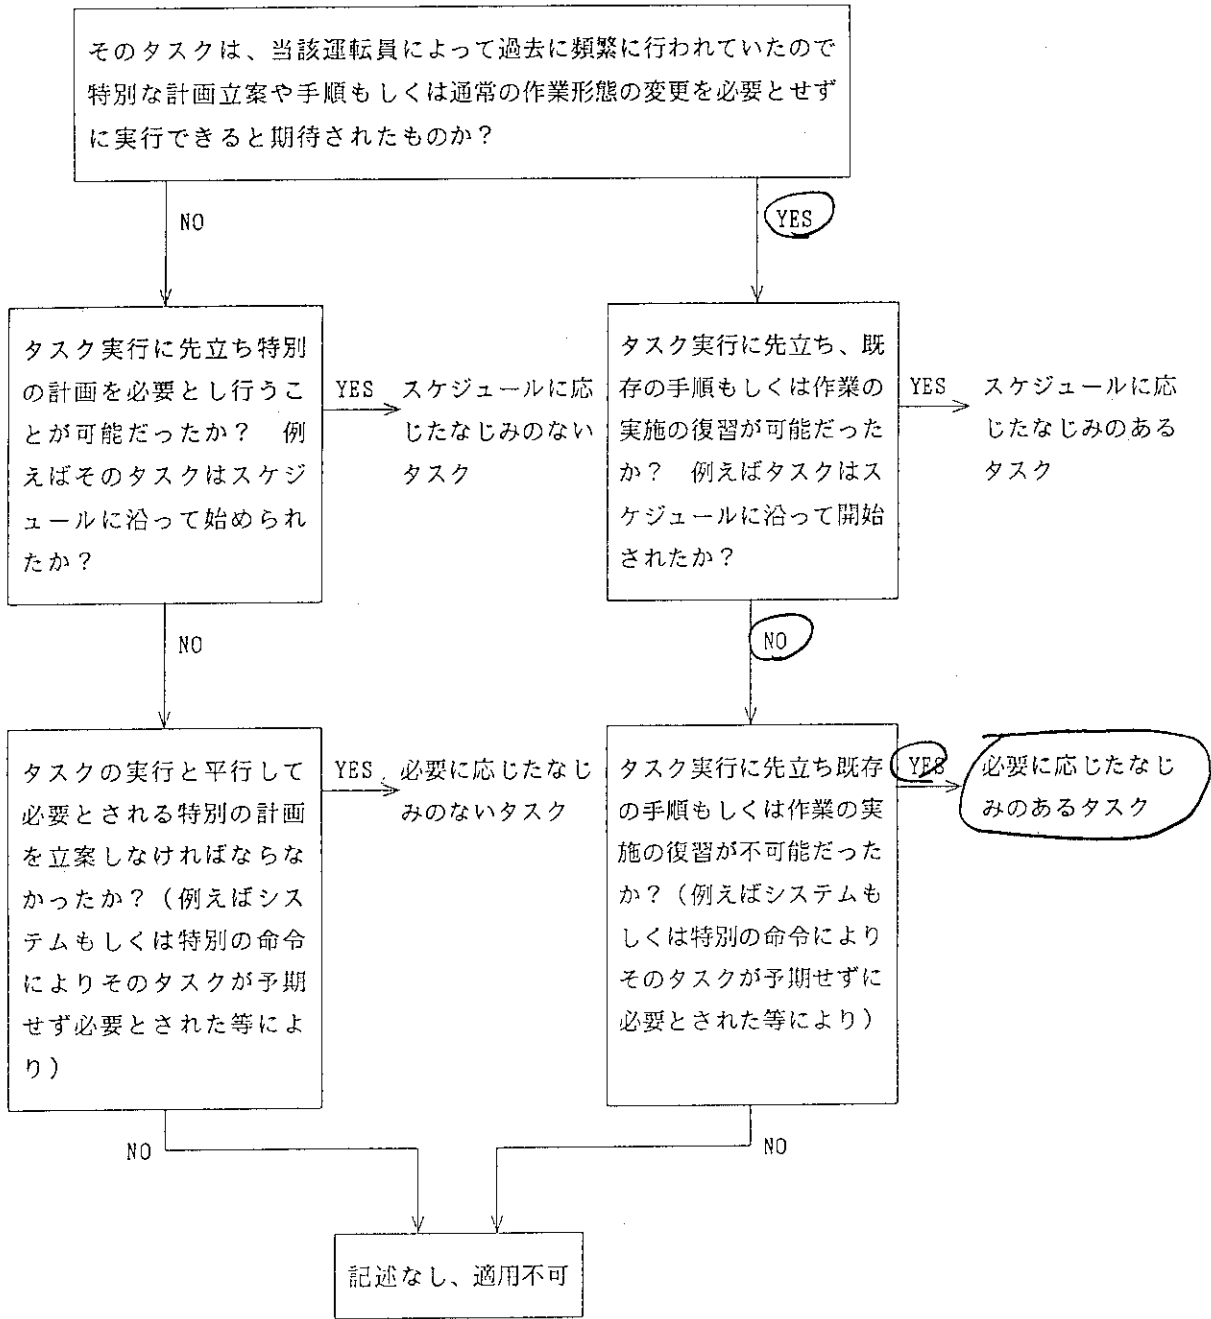 そのタスクは、当該運転員によって過去に頻繁に行われていたので
特別な計画立案や手順もしくは通常の作業形態の変更を必要とせず
に実行できると期待されたものか？
NO
YES
タスク実行に先立ち特別
の計画を必要とし行うこ
とが可能だったか？　例
えばそのタスクはスケジ
ュールに沿って始められ
たか？
YES
スケジュールに応
じたなじみのない
タスク
タスク実行に先立ち、既
存の手順もしくは作業の
実施の復習が可能だった
か？　例えばタスクはス
ケジュールに沿って開始
されたか？
YES
スケジュールに応
じたなじみのある
タスク
NO
NO
タスクの実行と平行して
必要とされる特別の計画
を立案しなければならな
かったか？（例えばシス
テムもしくは特別の命令
によりそのタスクが予期
せず必要とされた等によ
り）
YES
必要に応じたなじ
みのないタスク
タスク実行に先立ち既存
の手順もしくは作業の実
施の復習が不可能だった
か？（例えばシステムも
しくは特別の命令により
そのタスクが予期せずに
必要とされた等により）
YES
必要に応じたなじ
みのあるタスク
NO
NO
記述なし、適用不可